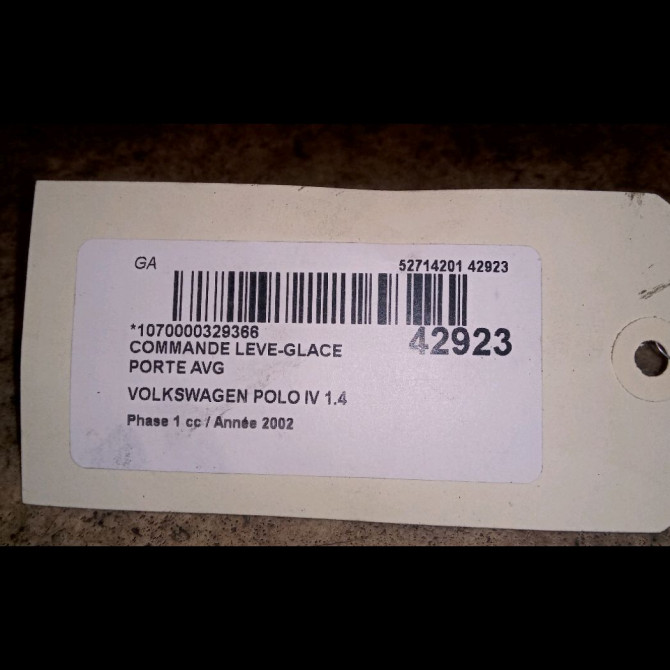 GA
52714201 42923
*1070000329366
42923
COMMANDE LEVE-GLACE
PORTE AVG
VOLKSWAGEN POLO IV 1.4
Phase 1 cc / Année 2002